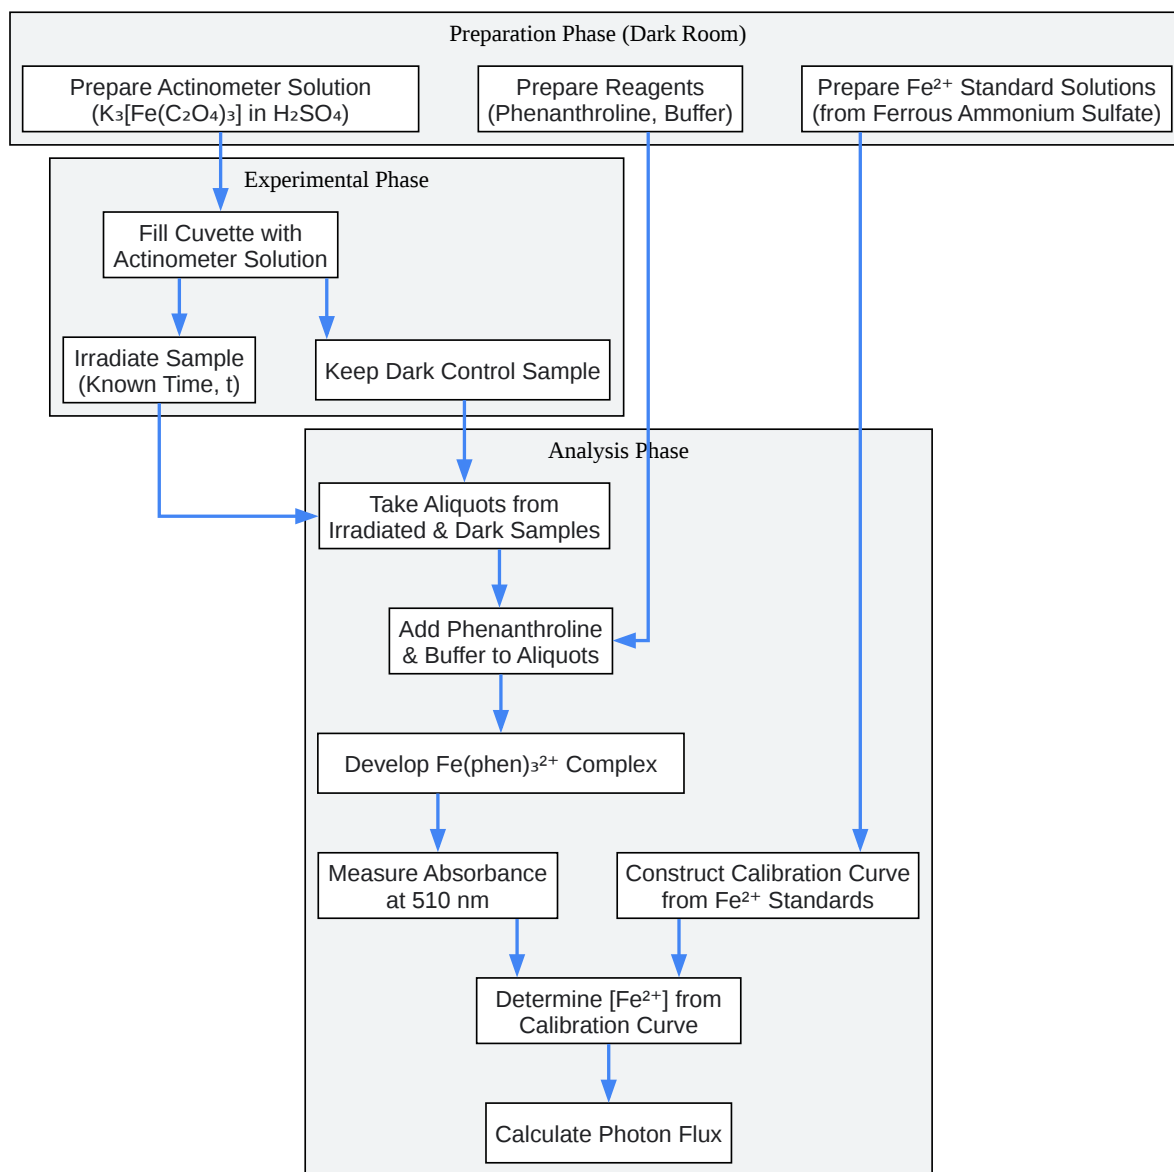 Preparation Phase (Dark Room)
Prepare Actinometer Solution
(K₃[Fe(C₂O₄)₃] in H₂SO₄)
Prepare Reagents
(Phenanthroline, Buffer)
Prepare Fe²⁺ Standard Solutions
(from Ferrous Ammonium Sulfate)
Experimental Phase
Fill Cuvette with
Actinometer Solution
Irradiate Sample
(Known Time, t)
Keep Dark Control Sample
Analysis Phase
Take Aliquots from
Irradiated & Dark Samples
Add Phenanthroline
& Buffer to Aliquots
Develop Fe(phen)₃²⁺ Complex
Measure Absorbance
at 510 nm
Construct Calibration Curve
from Fe²⁺ Standards
Determine [Fe²⁺] from
Calibration Curve
Calculate Photon Flux